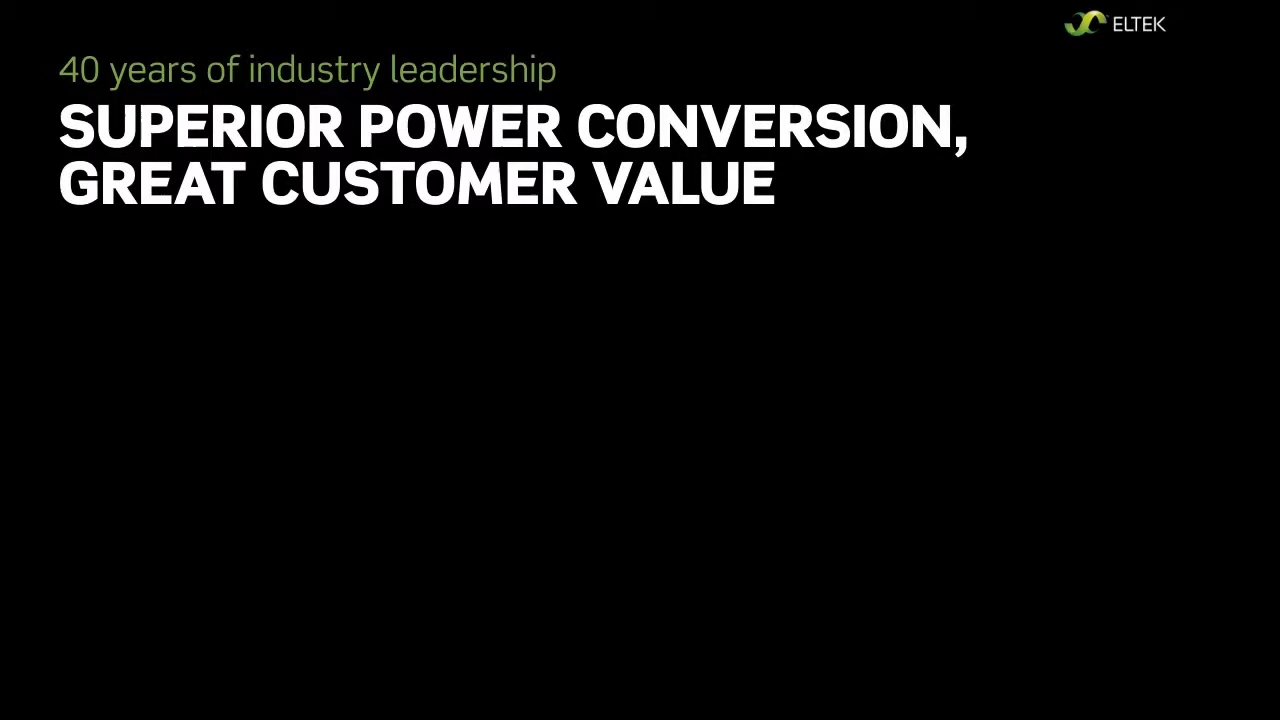 ELTEK
40 years of industry leadership
SUPERIOR POWER CONVERSION,
GREAT CUSTOMER VALUE